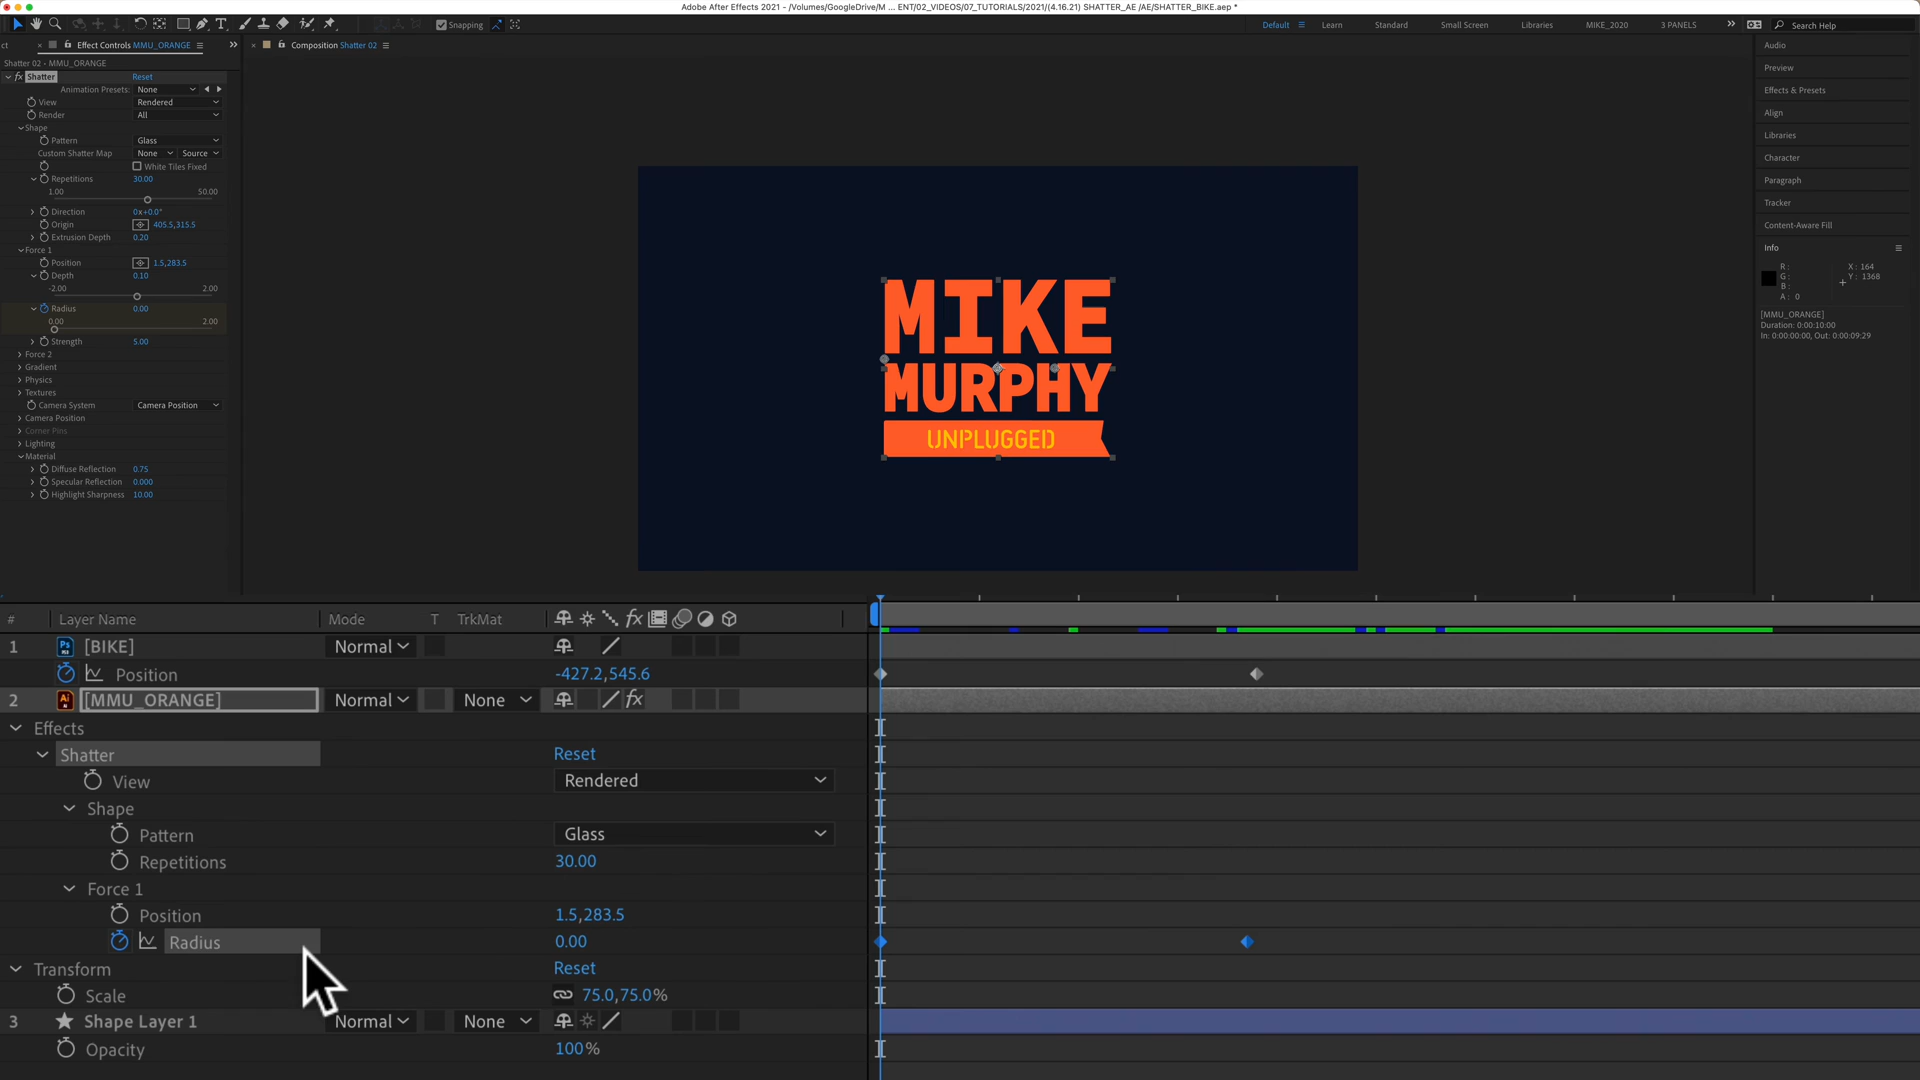 Adobe After Effects 2021 - /Volumes/GoogleDrive/M ... ENT/02_VIDEOS/07_TUTORIALS/2021/(4.16.21) SHATTER_AE /AE/SHATTER_BIKE.aep *
Snapping
Default
Learn
Standard
Small Screen
Libraries
MIKE_2020
3 PANELS
Search Help
ct
Effect Controls MMU_ORANGE
Composition Shatter 02
Shatter 02 - MMU_ORANGE
fx Shatter Reset
Animation Presets: None
View Rendered
Render All
Shape
Pattern Glass
Custom Shatter Map None Source
White Tiles Fixed
Repetitions 30.00
1.00 50.00
Direction 0x+0.0°
Origin 405.5,315.5
Extrusion Depth 0.20
Force 1
Position 1.5,283.5
Depth 0.10
-2.00 2.00
Radius 0.00
0.00 2.00
Strength 5.00
Force 2
Gradient
Physics
Textures
Camera System Camera Position
Camera Position
Corner Pins
Lighting
Material
Diffuse Reflection 0.75
Specular Reflection 0.000
Highlight Sharpness 10.00
MIKE
MURPHY
UNPLUGGED
Audio
Preview
Effects & Presets
Align
Libraries
Character
Paragraph
Tracker
Content-Aware Fill
Info
R : X : 164
G : Y : 1368
B :
A : 0
[MMU_ORANGE]
Duration: 0:00:10:00
In: 0:00:00:00, Out: 0:00:09:29
# Layer Name Mode T TrkMat fx
1 Ps [BIKE] Normal
Position -427.2,545.6
2 Ai [MMU_ORANGE] Normal None fx
Effects
Shatter Reset
View Rendered
Shape
Pattern Glass
Repetitions 30.00
Force 1
Position 1.5,283.5
Radius 0.00
Transform Reset
Scale 75.0,75.0%
3 Shape Layer 1 Normal None
Opacity 100%